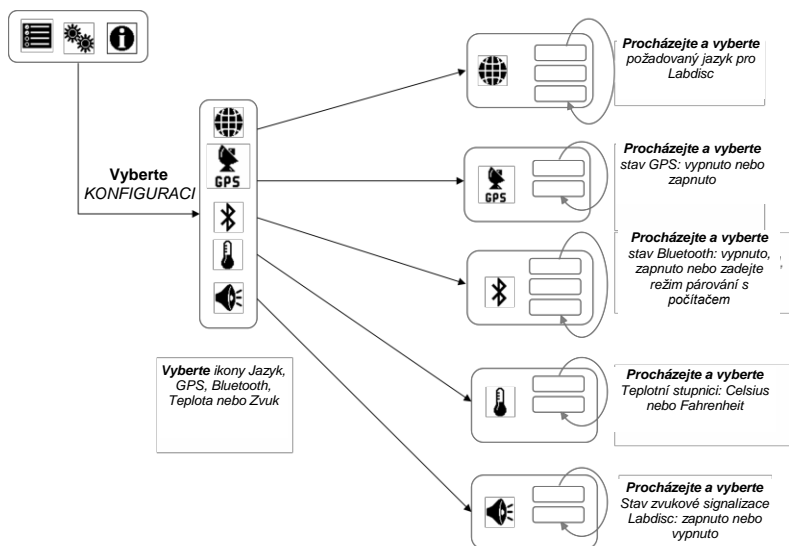 Vyberte
KONFIGURACI
GPS
Vyberte ikony Jazyk,
GPS, Bluetooth,
Teplota nebo Zvuk
Procházejte a vyberte
požadovaný jazyk pro
Labdisc
GPS
Procházejte a vyberte
stav GPS: vypnuto nebo
zapnuto
Procházejte a vyberte
stav Bluetooth: vypnuto,
zapnuto nebo zadejte
režim párování s
počítačem
Procházejte a vyberte
Teplotní stupnici: Celsius
nebo Fahrenheit
Procházejte a vyberte
Stav zvukové signalizace
Labdisc: zapnuto nebo
vypnuto